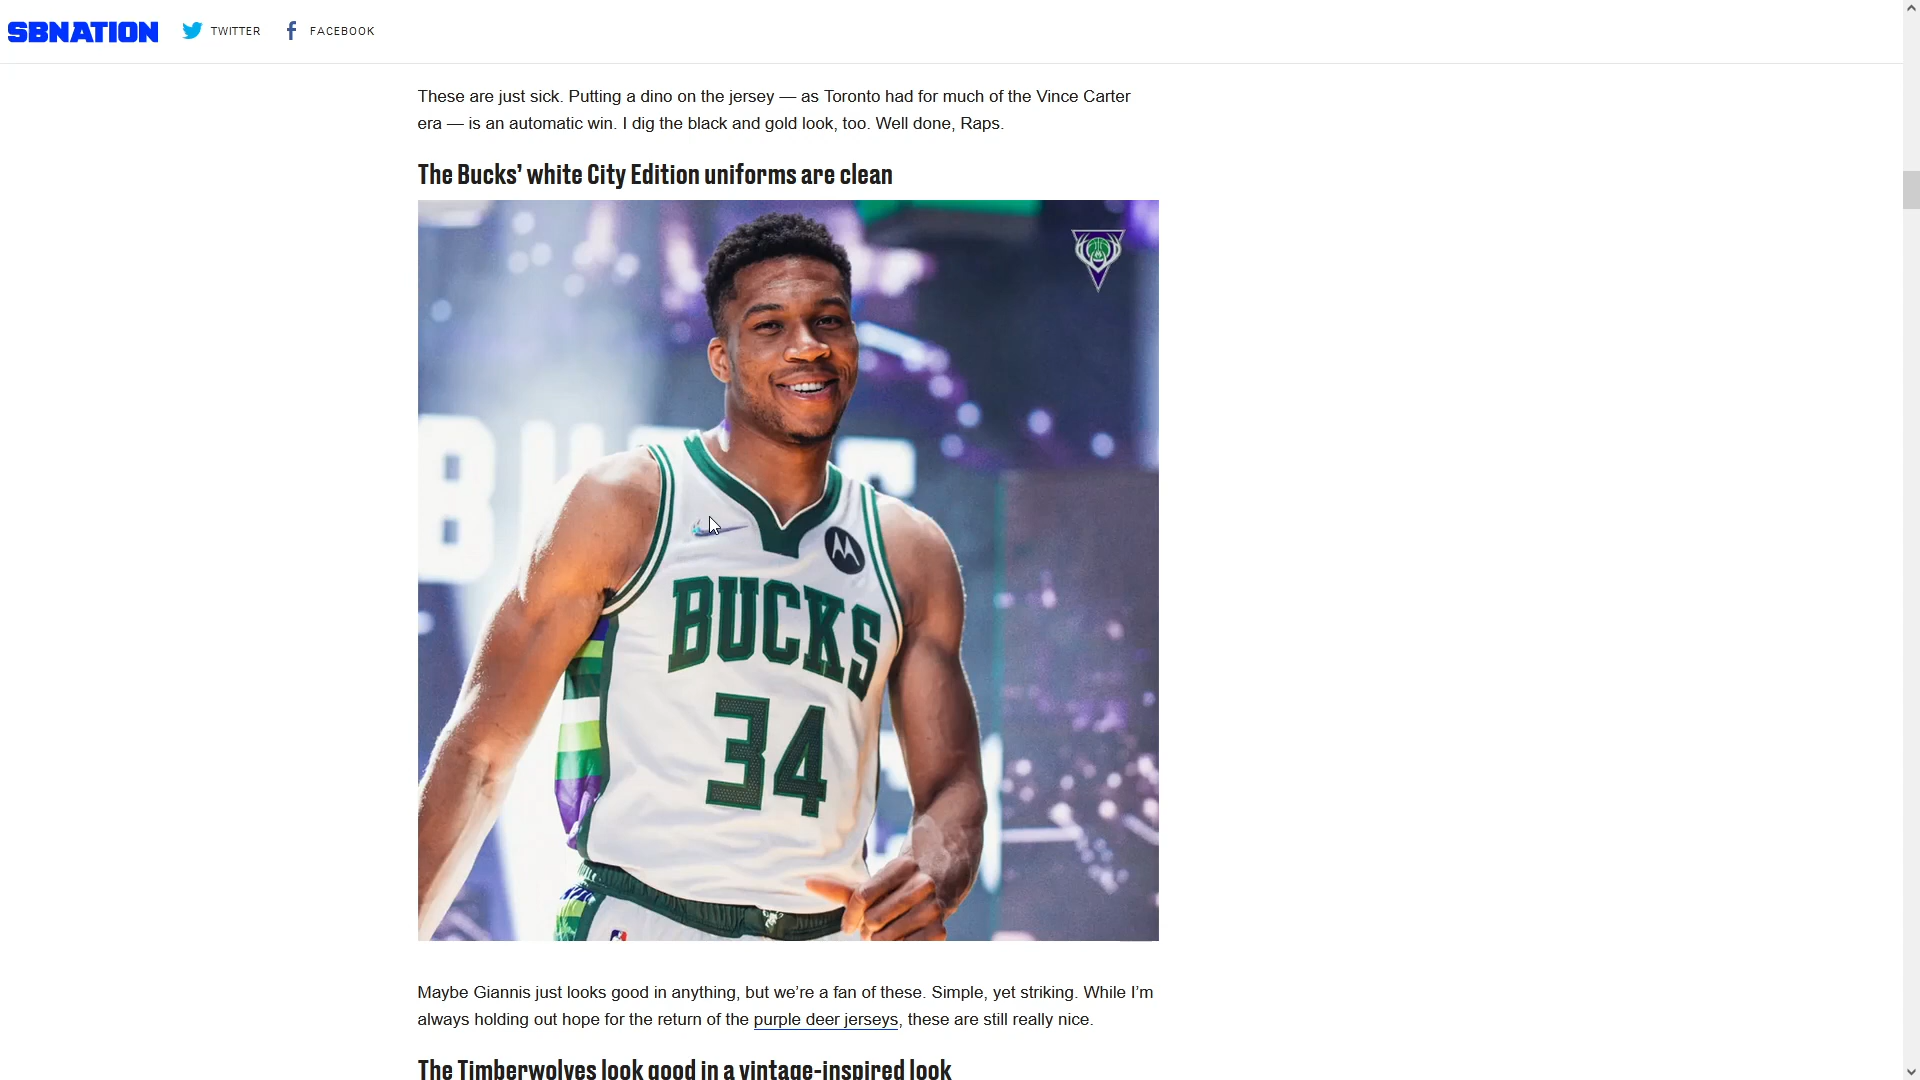 SBNATION
TWITTER
FACEBOOK
These are just sick. Putting a dino on the jersey — as Toronto had for much of the Vince Carter
era — is an automatic win. I dig the black and gold look, too. Well done, Raps.
The Bucks’ white City Edition uniforms are clean
BUCKS
34
Maybe Giannis just looks good in anything, but we’re a fan of these. Simple, yet striking. While I’m
always holding out hope for the return of the purple deer jerseys, these are still really nice.
The Timberwolves look good in a vintage-inspired look